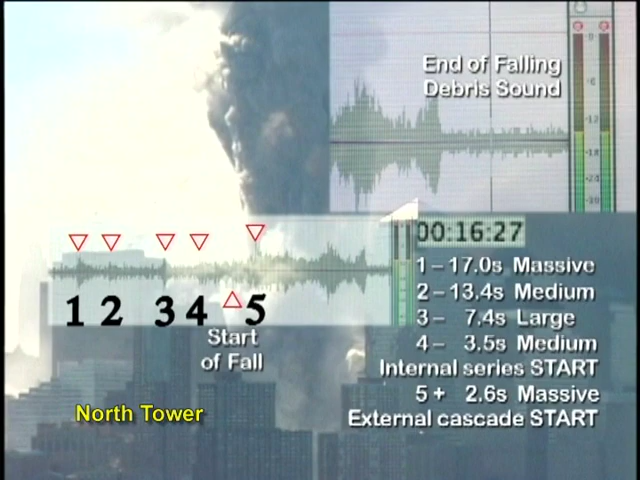 End of Falling
Debris Sound
00:16:27
1 2 3 4 5
Start
of Fall
1 – 17.0s Massive
2 – 13.4s Medium
3 – 7.4s Large
4 – 3.5s Medium
Internal series START
5 + 2.6s Massive
External cascade START
North Tower